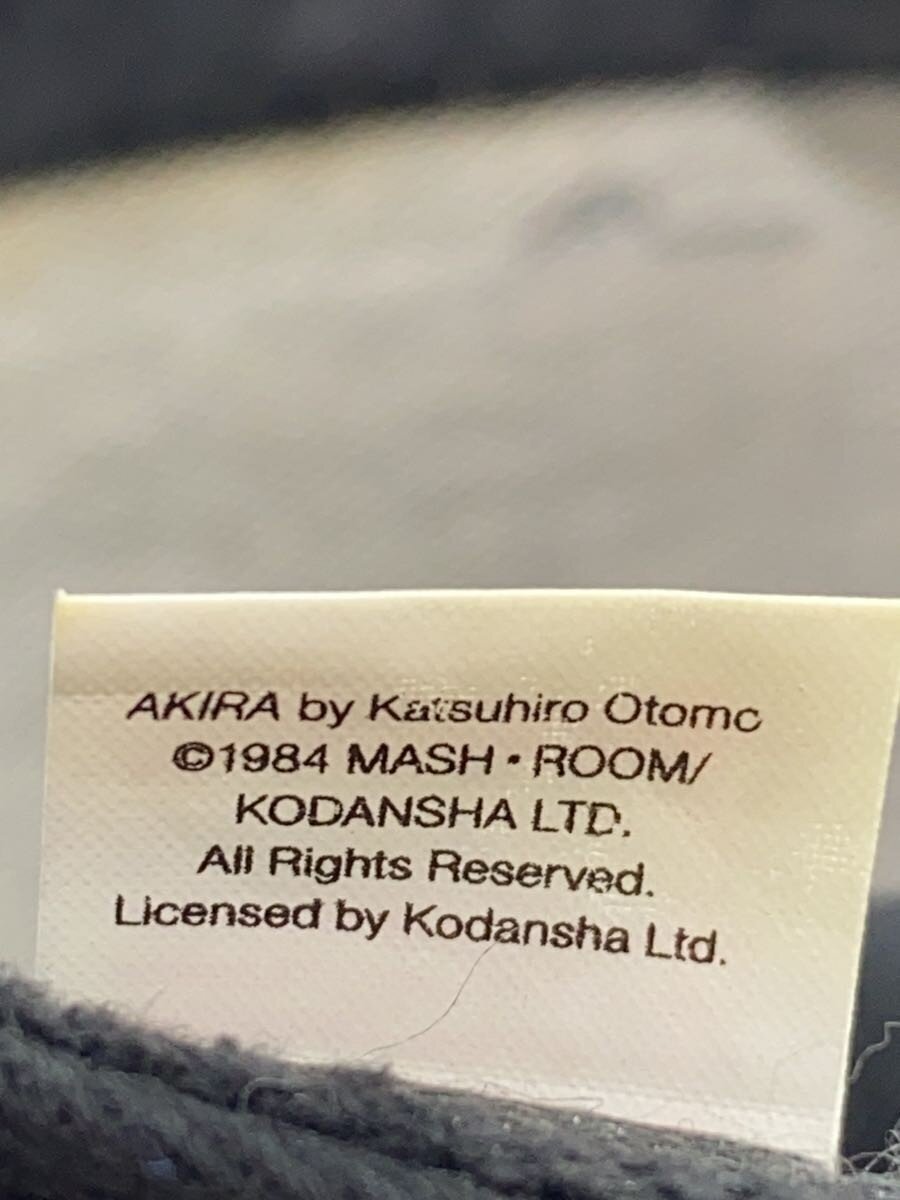 AKIRA by Katsuhiro Otomo
©1984 MASH・ROOM/
KODANSHA LTD.
All Rights Reserved.
Licensed by Kodansha Ltd.